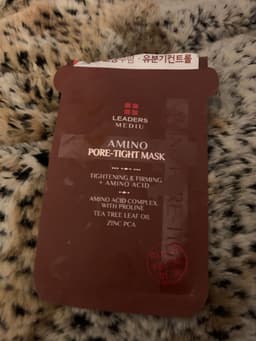 유분기컨트롤
LEADERS
MEDIU
AMINO
PORE-TIGHT MASK
TIGHTENING & FIRMING
+ AMINO ACID
AMINO ACID COMPLEX
WITH PROLINE
TEA TREE LEAF OIL
ZINC PCA